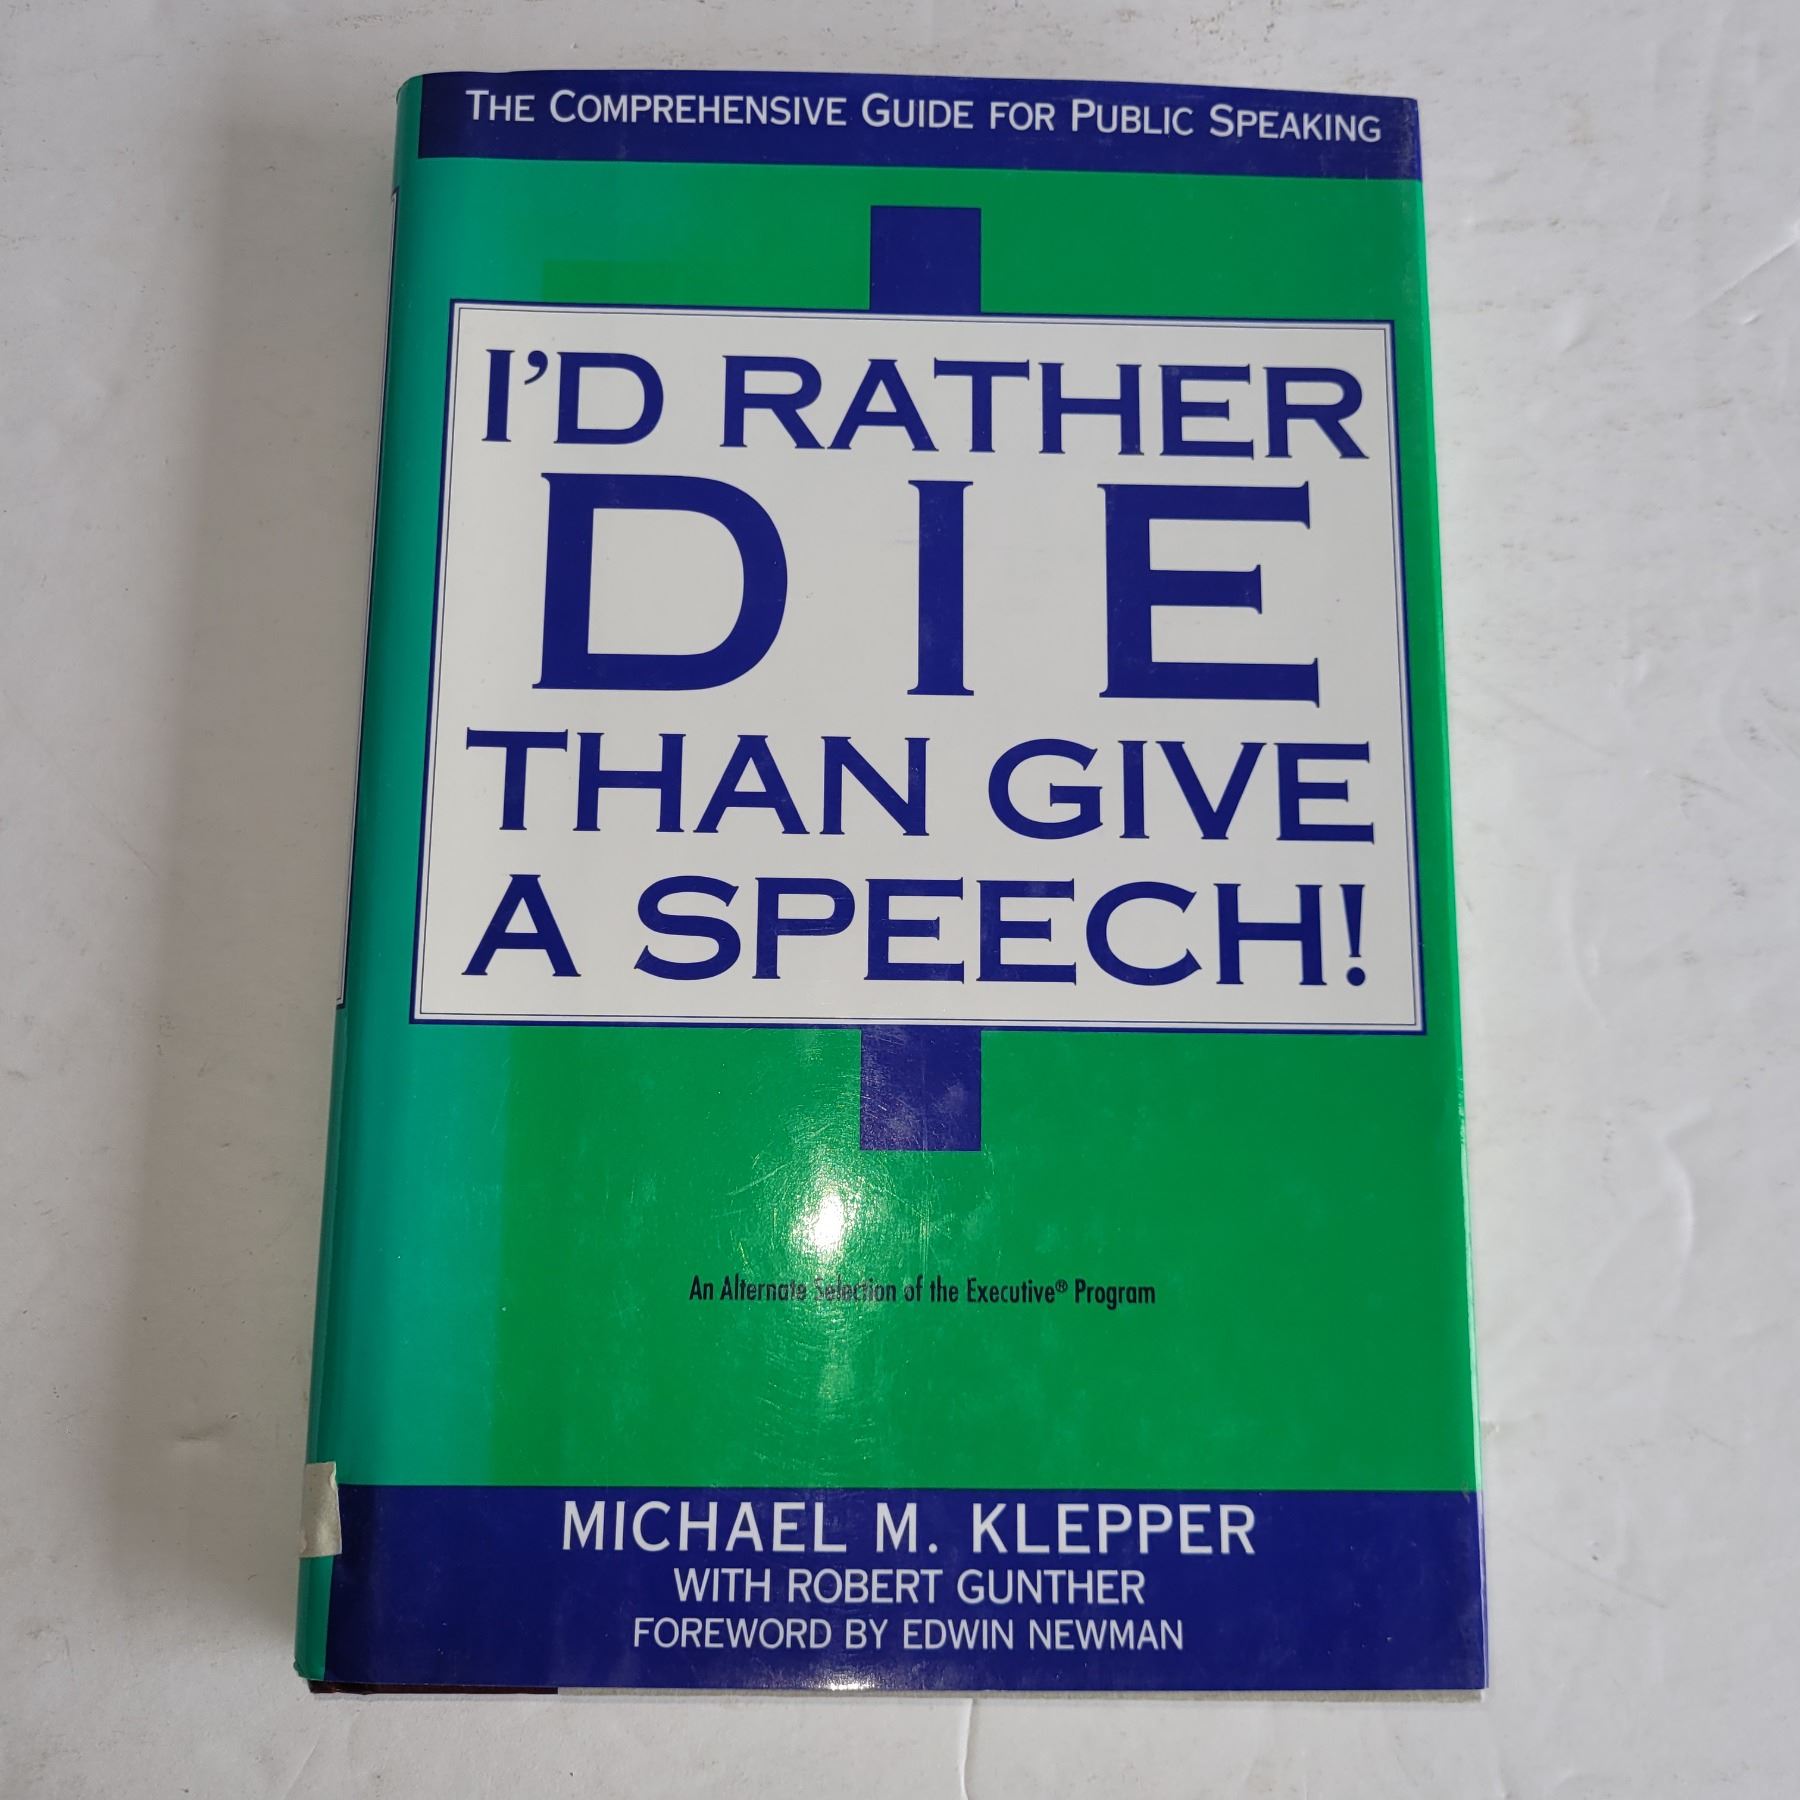 THE COMPREHENSIVE GUIDE FOR PUBLIC SPEAKING
I'D RATHER
DIE
THAN GIVE
A SPEECH!
An Alternate Selection of the Executive® Program
MICHAEL M. KLEPPER
WITH ROBERT GUNTHER
FOREWORD BY EDWIN NEWMAN